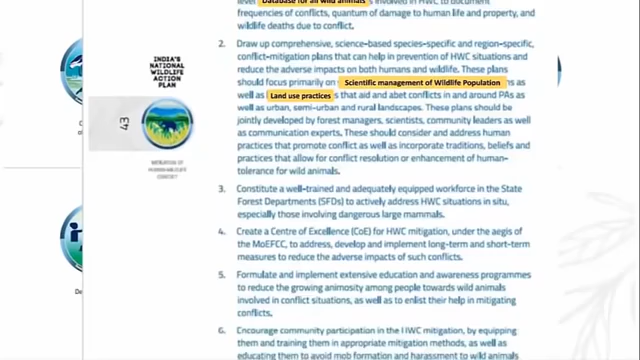 Database for all wild animals s involved in HWC to document
frequencies of conflicts, quantum of damage to human life and property, and
wildlife deaths due to conflict.
2. Draw up comprehensive, science-based species-specific and region-specific,
conflict-mitigation plans that can help in prevention of HWC situations and
reduce the adverse impacts on both humans and wildlife. These plans
should focus primarily on Scientific management of Wildlife Population ns as
well as Land use practices s that aid and abet conflicts in and around PAs as
well as urban, semi-urban and rural landscapes. These plans should be
jointly developed by forest managers, scientists, community leaders as well
as communication experts. These should consider and address human
practices that promote conflict as well as incorporate traditions, beliefs and
practices that allow for conflict resolution or enhancement of human-
tolerance for wild animals.
3. Constitute a well-trained and adequately equipped workforce in the State
Forest Departments (SFDs) to actively address HWC situations in situ,
especially those involving dangerous large mammals.
4. Create a Centre of Excellence (CoE) for HWC mitigation, under the aegis of
the MoEFCC, to address, develop and implement long-term and short-term
measures to reduce the adverse impacts of such conflicts.
5. Formulate and implement extensive education and awareness programmes
to reduce the growing animosity among people towards wild animals
involved in conflict situations, as well as to enlist their help in mitigating
conflicts.
6. Encourage community participation in the HWC mitigation, by equipping
them and training them in appropriate mitigation methods, as well as
educating them to avoid mob formation and harassment to wild animals
INDIA'S
NATIONAL
WILDLIFE
ACTION
PLAN
43
MITIGATION OF
HUMAN-WILDLIFE
CONFLICT
De